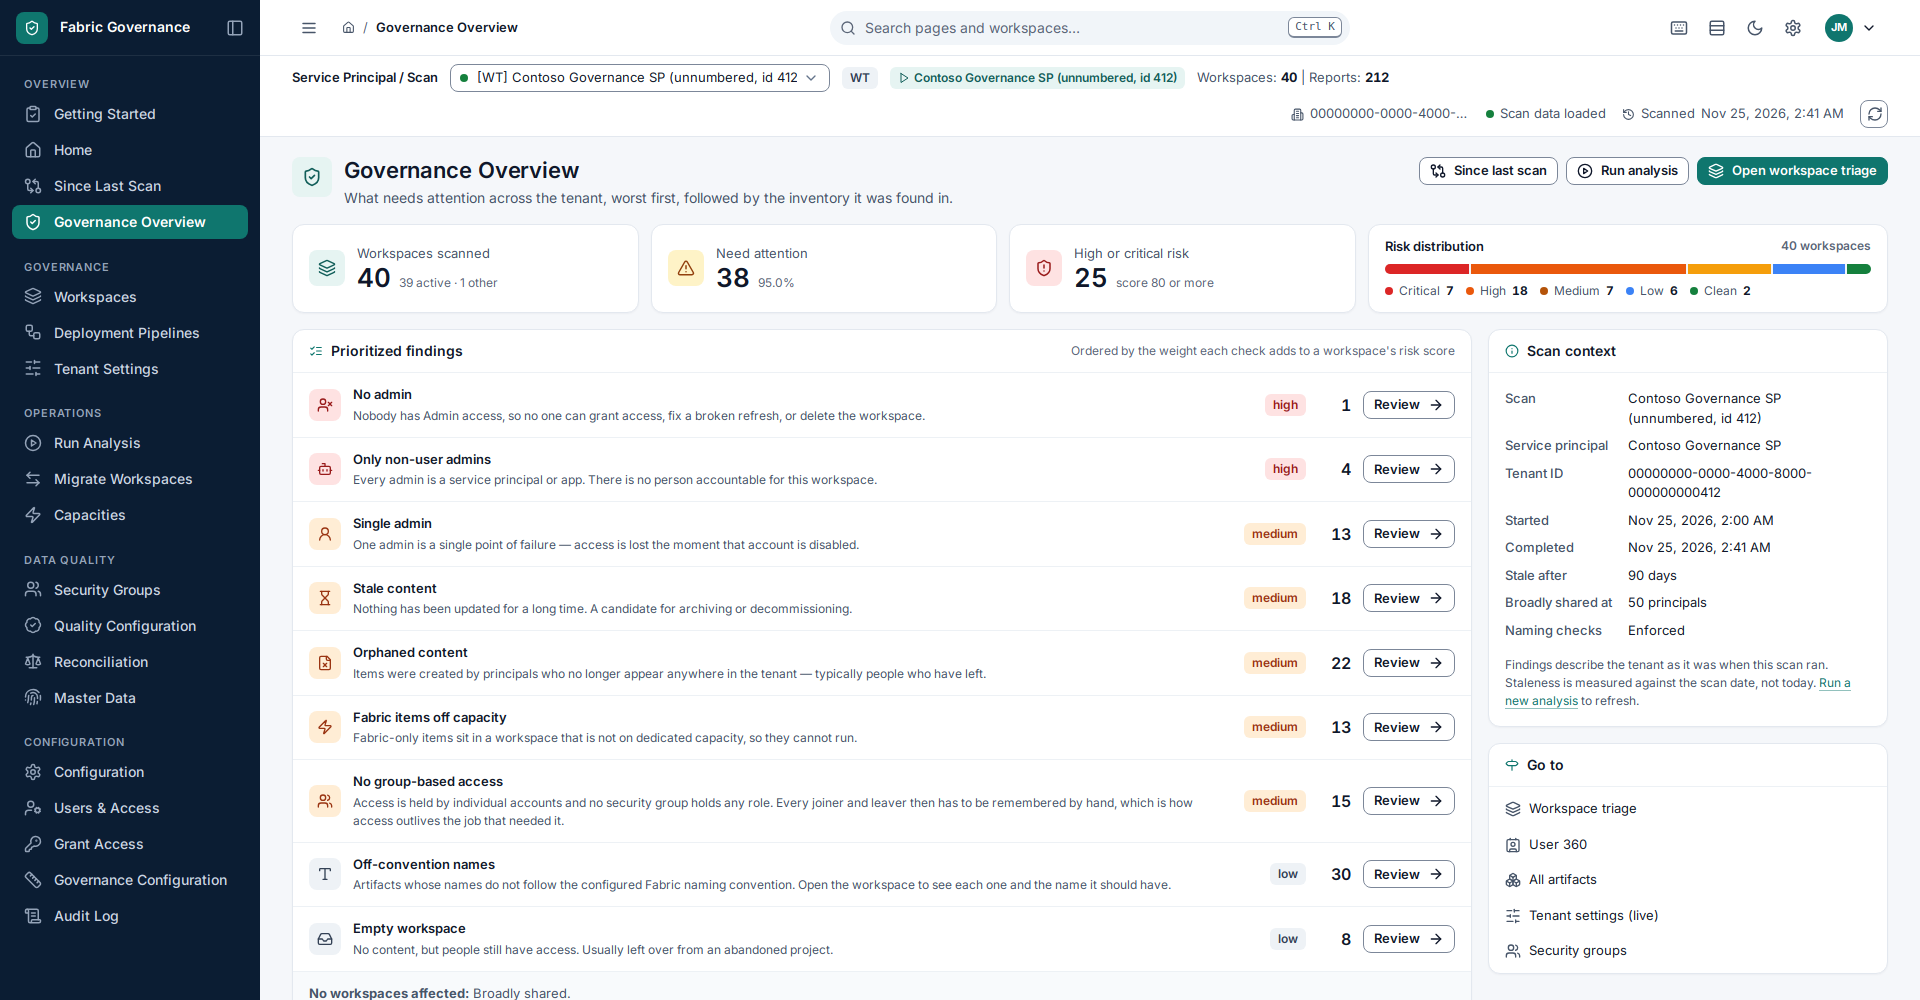 Fabric Governance
OVERVIEW
Getting Started
Home
Since Last Scan
Governance Overview
GOVERNANCE
Workspaces
Deployment Pipelines
Tenant Settings
OPERATIONS
Run Analysis
Migrate Workspaces
Capacities
DATA QUALITY
Security Groups
Quality Configuration
Reconciliation
Master Data
CONFIGURATION
Configuration
Users & Access
Grant Access
Governance Configuration
Audit Log
/ Governance Overview
Search pages and workspaces...
Ctrl K
JM
Service Principal / Scan
[WT] Contoso Governance SP (unnumbered, id 412
WT
Contoso Governance SP (unnumbered, id 412)
Workspaces: 40 | Reports: 212
00000000-0000-4000-...
Scan data loaded
Scanned Nov 25, 2026, 2:41 AM
Governance Overview
What needs attention across the tenant, worst first, followed by the inventory it was found in.
Since last scan
Run analysis
Open workspace triage
Workspaces scanned
40 39 active · 1 other
Need attention
38 95.0%
High or critical risk
25 score 80 or more
Risk distribution
40 workspaces
Critical 7 High 18 Medium 7 Low 6 Clean 2
Prioritized findings
Ordered by the weight each check adds to a workspace's risk score
No admin
Nobody has Admin access, so no one can grant access, fix a broken refresh, or delete the workspace.
high 1 Review
Only non-user admins
Every admin is a service principal or app. There is no person accountable for this workspace.
high 4 Review
Single admin
One admin is a single point of failure — access is lost the moment that account is disabled.
medium 13 Review
Stale content
Nothing has been updated for a long time. A candidate for archiving or decommissioning.
medium 18 Review
Orphaned content
Items were created by principals who no longer appear anywhere in the tenant — typically people who have left.
medium 22 Review
Fabric items off capacity
Fabric-only items sit in a workspace that is not on dedicated capacity, so they cannot run.
medium 13 Review
No group-based access
Access is held by individual accounts and no security group holds any role. Every joiner and leaver then has to be remembered by hand, which is how
access outlives the job that needed it.
medium 15 Review
Off-convention names
Artifacts whose names do not follow the configured Fabric naming convention. Open the workspace to see each one and the name it should have.
low 30 Review
Empty workspace
No content, but people still have access. Usually left over from an abandoned project.
low 8 Review
No workspaces affected: Broadly shared.
Scan context
Scan Contoso Governance SP
(unnumbered, id 412)
Service principal Contoso Governance SP
Tenant ID 00000000-0000-4000-8000-
000000000412
Started Nov 25, 2026, 2:00 AM
Completed Nov 25, 2026, 2:41 AM
Stale after 90 days
Broadly shared at 50 principals
Naming checks Enforced
Findings describe the tenant as it was when this scan ran.
Staleness is measured against the scan date, not today. Run a
new analysis to refresh.
Go to
Workspace triage
User 360
All artifacts
Tenant settings (live)
Security groups